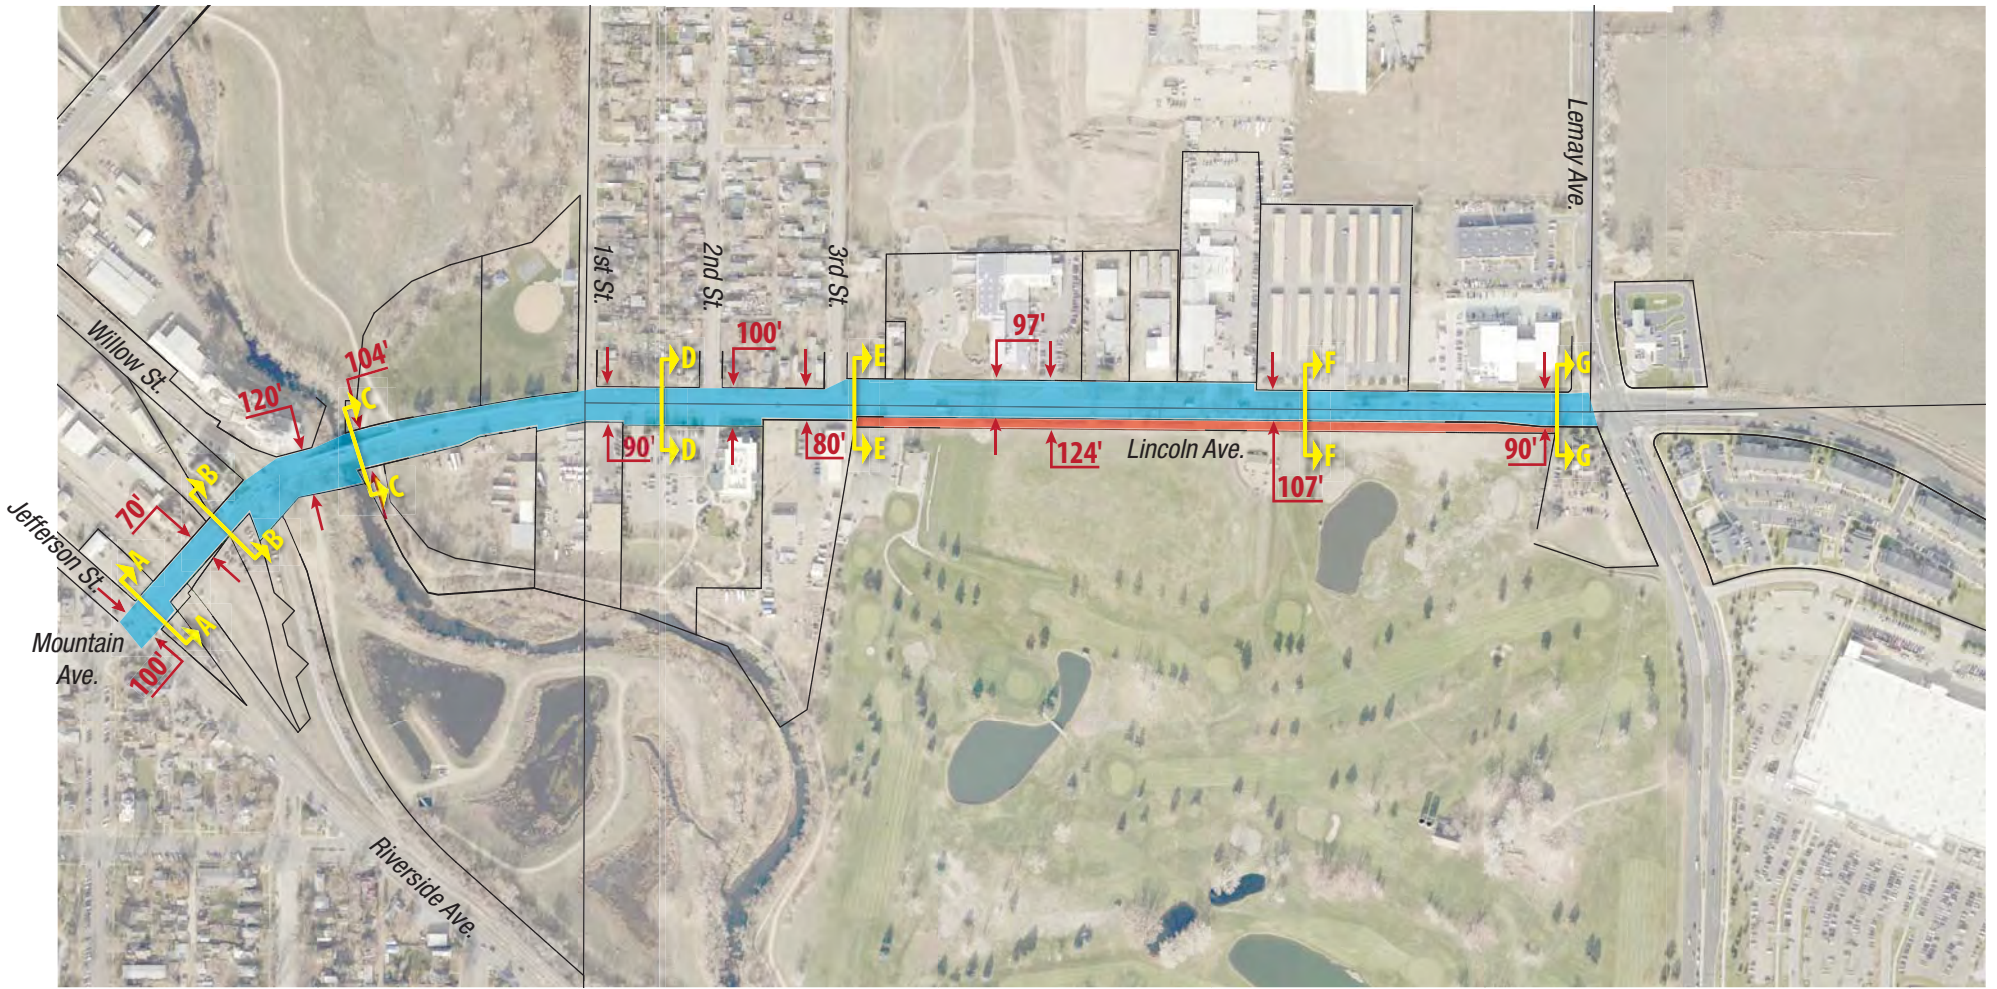 Lemay Ave.
1st St.
2nd St.
3rd St.
100'
97'
104'
Willow St.
120'
C
D
E
F
G
90'
D
80'
E
124'
Lincoln Ave.
F
90'
G
107'
C
B
70'
B
Jefferson St.
A
A
Mountain
Ave.
100'
Riverside Ave.